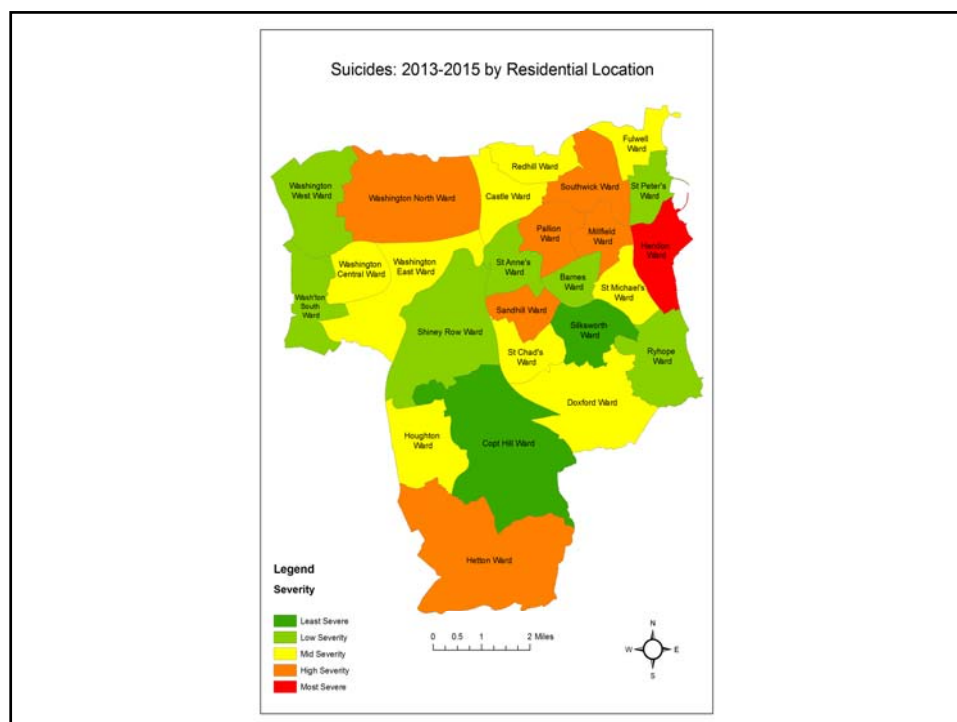 Suicides: 2013-2015 by Residential Location
Fulwell
Ward
Redhill Ward
Washington
West Ward
Washington North Ward
Castle Ward
Southwick Ward
St Peter's
Ward
Pallion
Ward
Millfield
Ward
Hendon
Ward
Washington
Central Ward
Washington
East Ward
St Anne's
Ward
Barnes
Ward
St Michael's
Ward
Wash'ton
South
Ward
Sandhill Ward
Shiney Row Ward
Silksworth
Ward
St Chad's
Ward
Ryhope
Ward
Doxford Ward
Houghton
Ward
Copt Hill Ward
Hetton Ward
Legend
Severity
Least Severe
Low Severity
Mid Severity
High Severity
Most Severe
0 0.5 1 2 Miles
N
W E
S